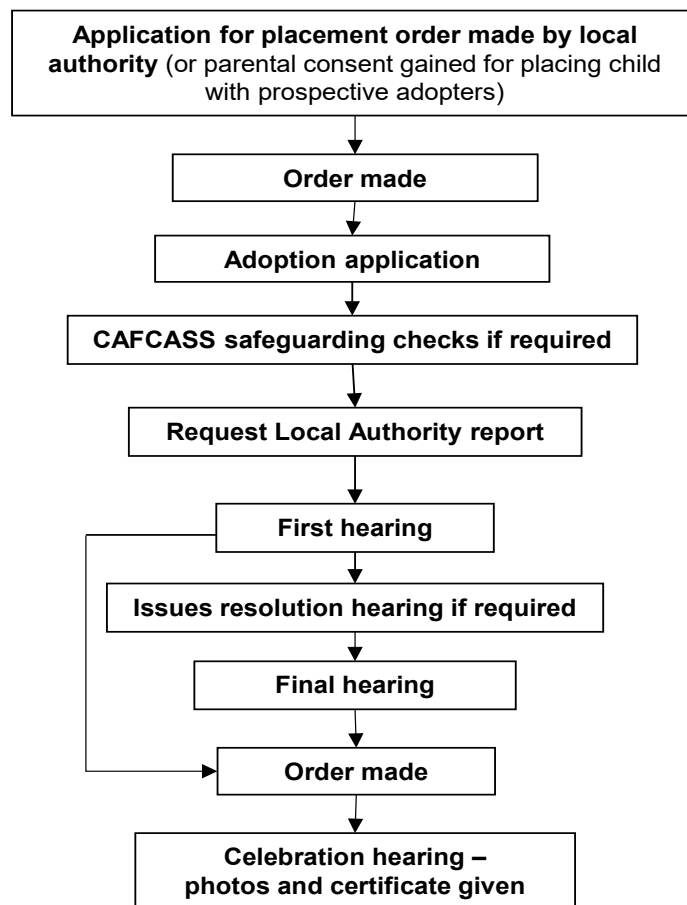 Application for placement order made by local
authority (or parental consent gained for placing child
with prospective adopters)
Order made
Adoption application
CAFCASS safeguarding checks if required
Request Local Authority report
First hearing
Issues resolution hearing if required
Final hearing
Order made
Celebration hearing –
photos and certificate given